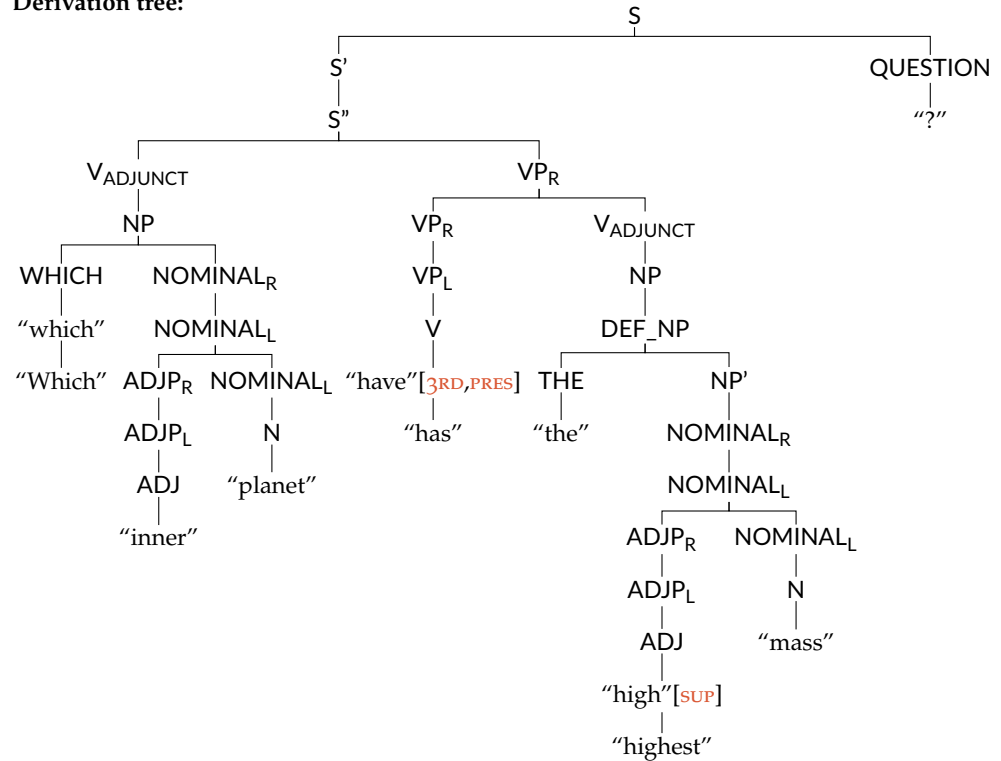 Derivation tree:
S
S' QUESTION
S” “?”
V_ADJUNCT VP_R
NP VP_R V_ADJUNCT
WHICH NOMINAL_R VP_L NP
“which” NOMINAL_L V DEF_NP
“Which” ADJP_R NOMINAL_L “have”[3RD,PRES] THE NP'
ADJP_L N “has” “the” NOMINAL_R
ADJ “planet” NOMINAL_L
“inner” ADJP_R NOMINAL_L
ADJP_L N
ADJ “mass”
“high”[SUP]
“highest”